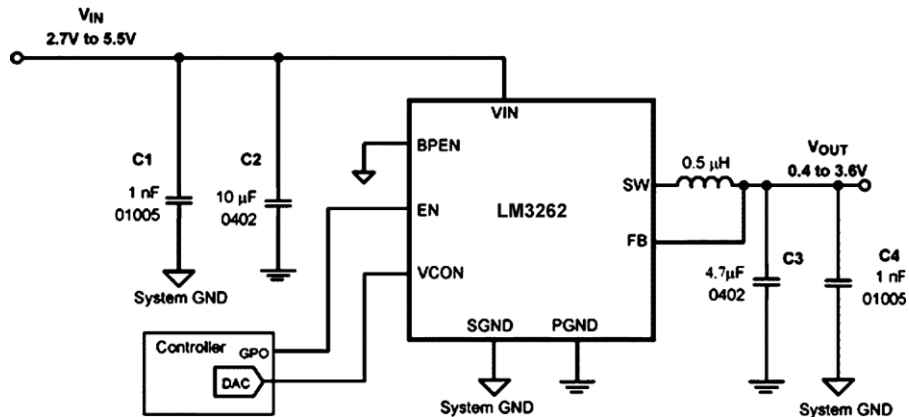 VIN
2.7V to 5.5V
VIN
BPEN
C1
C2
0.5 µH
VOUT
0.4 to 3.6V
1 nF
01005
10 µF
0402
EN
LM3262
SW
FB
VCON
4.7µF
0402
C3
C4
1 nF
01005
System GND
SGND
PGND
Controller
GPO
DAC
System GND
System GND